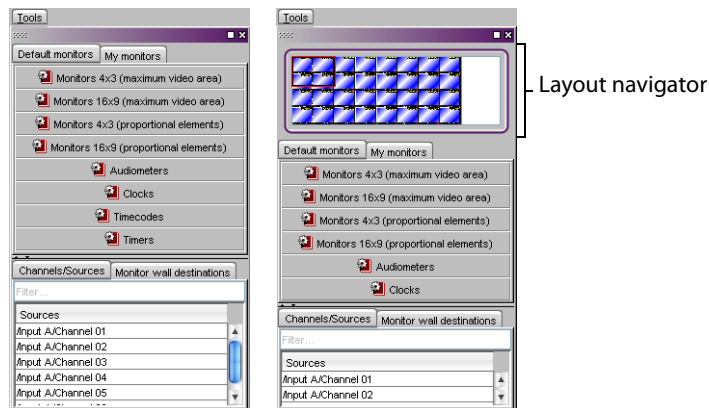 Tools
Default monitors
My monitors
Monitors 4x3 (maximum video area)
Monitors 16x9 (maximum video area)
Monitors 4x3 (proportional elements)
Monitors 16x9 (proportional elements)
Audiometers
Clocks
Timecodes
Timers
Channels/Sources
Monitor wall destinations
Filter...
Sources
/Input A/Channel 01
/Input A/Channel 02
/Input A/Channel 03
/Input A/Channel 04
/Input A/Channel 05
Tools
Layout navigator
Default monitors
My monitors
Monitors 4x3 (maximum video area)
Monitors 16x9 (maximum video area)
Monitors 4x3 (proportional elements)
Monitors 16x9 (proportional elements)
Audiometers
Clocks
Channels/Sources
Monitor wall destinations
Filter...
Sources
/Input A/Channel 01
/Input A/Channel 02